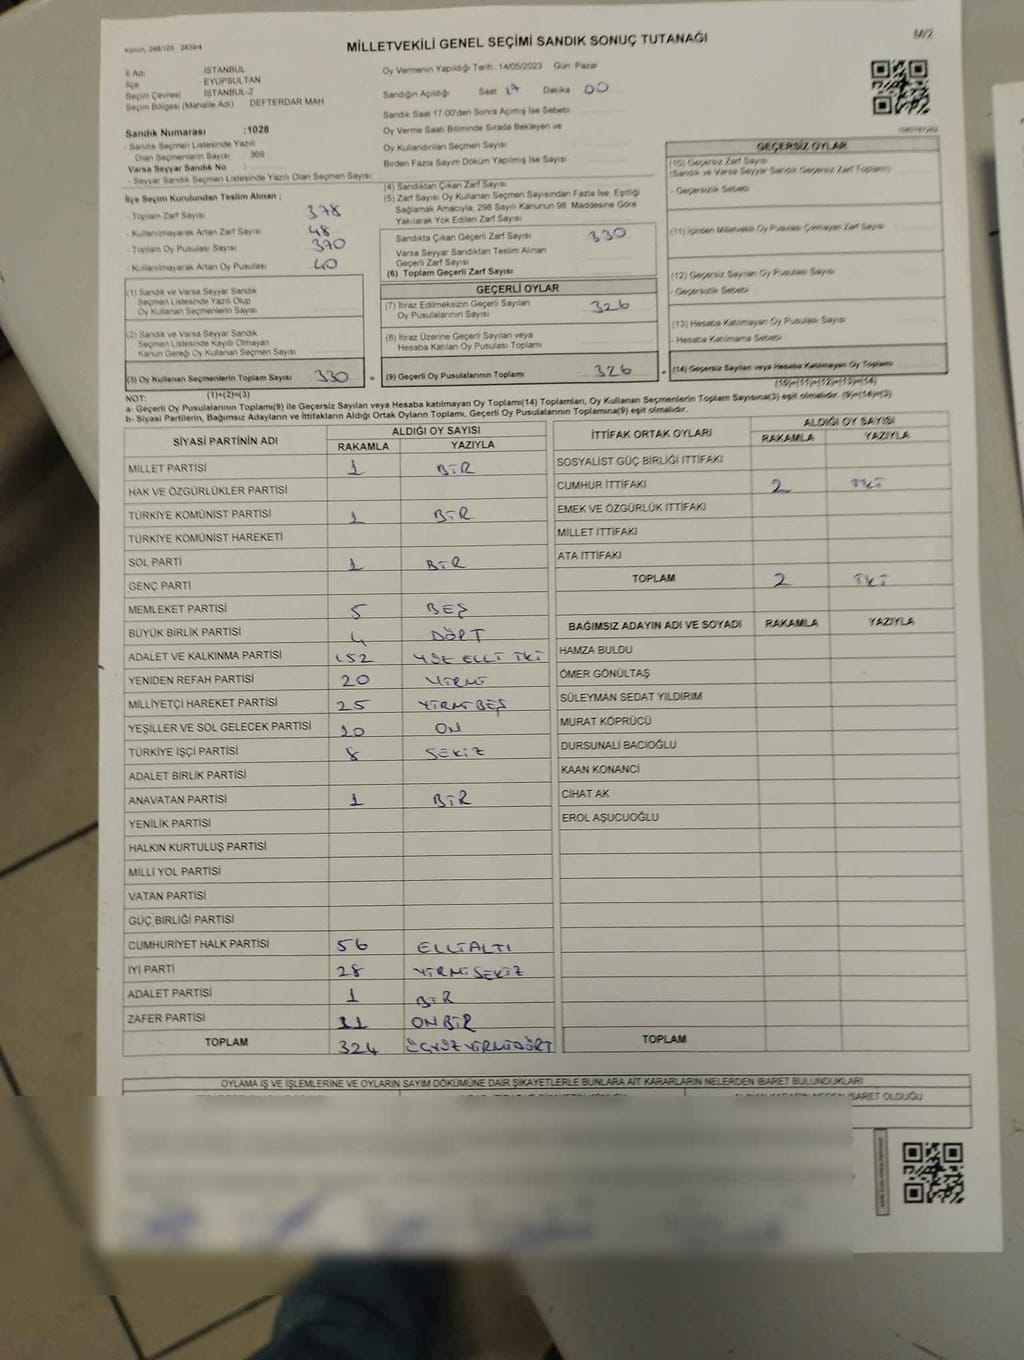 Kanun, 298/105 - 2839/4
MİLLETVEKİLİ GENEL SEÇİMİ SANDIK SONUÇ TUTANAĞI
M/2
İl Adı İSTANBUL
İlçe EYÜPSULTAN
Seçim Çevresi İSTANBUL-2
Seçim Bölgesi (Mahalle Adı) DEFTERDAR MAH
Sandık Numarası :1028
- Sandık Seçmen Listesinde Yazılı
Olan Seçmenlerin Sayısı : 369
Varsa Seyyar Sandık No :
- Seyyar Sandık Seçmen Listesinde Yazılı Olan Seçmen Sayısı
Oy Vermenin Yapıldığı Tarih :14/05/2023 Gün: Pazar
Sandığın Açıldığı Saat 17 Dakika 00
Sandık Saat 17:00'den Sonra Açılmış İse Sebebi
Oy Verme Saati Bitiminde Sırada Bekleyen ve
Oy Kullandırılan Seçmen Sayısı
Birden Fazla Sayım Döküm Yapılmış İse Sayısı
İlçe Seçim Kurulundan Teslim Alınan ;
- Toplam Zarf Sayısı 378
- Kullanılmayarak Artan Zarf Sayısı 48
- Toplam Oy Pusulası Sayısı 370
- Kullanılmayarak Artan Oy Pusulası 40
(4) Sandıktan Çıkan Zarf Sayısı
(5) Zarf Sayısı Oy Kullanan Seçmen Sayısından Fazla İse, Eşitliği
Sağlamak Amacıyla, 298 Sayılı Kanunun 98. Maddesine Göre
Yakılarak Yok Edilen Zarf Sayısı
Sandıkta Çıkan Geçerli Zarf Sayısı 330
Varsa Seyyar Sandıktan Teslim Alınan
Geçerli Zarf Sayısı
(6) Toplam Geçerli Zarf Sayısı
GEÇERSİZ OYLAR
(10) Geçersiz Zarf Sayısı
(Sandık ve Varsa Seyyar Sandık Geçersiz Zarf Toplamı)
- Geçersizlik Sebebi
(11) İçinden Milletvekili Oy Pusulası Çıkmayan Zarf Sayısı
(12) Geçersiz Sayılan Oy Pusulası Sayısı
- Geçersizlik Sebebi
(13) Hesaba Katılmayan Oy Pusulası Sayısı
- Hesaba Katılmama Sebebi
(14) Geçersiz Sayılan veya Hesaba Katılmayan Oy Toplamı
(10)+(11)+(12)+(13)=(14)
(1) Sandık ve Varsa Seyyar Sandık
Seçmen Listesinde Yazılı Olup
Oy Kullanan Seçmenlerin Sayısı
(2) Sandık ve Varsa Seyyar Sandık
Seçmen Listesinde Kayıtlı Olmayan
Kanun Gereği Oy Kullanan Seçmen Sayısı
(3) Oy Kullanan Seçmenlerin Toplam Sayısı 330
(1)+(2)=(3)
GEÇERLİ OYLAR
(7) İtiraz Edilmeksizin Geçerli Sayılan
Oy Pusulalarının Sayısı 326
(8) İtiraz Üzerine Geçerli Sayılan veya
Hesaba Katılan Oy Pusulası Toplamı
= (9) Geçerli Oy Pusulalarının Toplamı 326 +
NOT:
a- Geçerli Oy Pusulalarının Toplamı(9) ile Geçersiz Sayılan veya Hesaba katılmayan Oy Toplamı(14) Toplamları, Oy Kullanan Seçmenlerin Toplam Sayısına(3) eşit olmalıdır. (9)+(14)=(3)
b- Siyasi Partilerin, Bağımsız Adayların ve İttifakların Aldığı Ortak Oyların Toplamı, Geçerli Oy Pusulalarının Toplamına(9) eşit olmalıdır.
SİYASİ PARTİNİN ADI ALDIĞI OY SAYISI
RAKAMLA YAZIYLA
MİLLET PARTİSİ 1 BİR
HAK VE ÖZGÜRLÜKLER PARTİSİ
TÜRKİYE KOMÜNİST PARTİSİ 1 BİR
TÜRKİYE KOMÜNİST HAREKETİ
SOL PARTİ 1 BİR
GENÇ PARTİ
MEMLEKET PARTİSİ 5 BEŞ
BÜYÜK BİRLİK PARTİSİ 4 DÖRT
ADALET VE KALKINMA PARTİSİ 152 YÜZ ELLİ İKİ
YENİDEN REFAH PARTİSİ 20 YİRMİ
MİLLİYETÇİ HAREKET PARTİSİ 25 YİRMİ BEŞ
YEŞİLLER VE SOL GELECEK PARTİSİ 10 ON
TÜRKİYE İŞÇİ PARTİSİ 8 SEKİZ
ADALET BİRLİK PARTİSİ
ANAVATAN PARTİSİ 1 BİR
YENİLİK PARTİSİ
HALKIN KURTULUŞ PARTİSİ
MİLLİ YOL PARTİSİ
VATAN PARTİSİ
GÜÇ BİRLİĞİ PARTİSİ
CUMHURİYET HALK PARTİSİ 56 ELLİ ALTI
İYİ PARTİ 28 YİRMİ SEKİZ
ADALET PARTİSİ 1 BİR
ZAFER PARTİSİ 11 ON BİR
TOPLAM 324 ÜÇYÜZ YİRMİ DÖRT
İTTİFAK ORTAK OYLARI ALDIĞI OY SAYISI
RAKAMLA YAZIYLA
SOSYALİST GÜÇ BİRLİĞİ İTTİFAKI
CUMHUR İTTİFAKI 2 İKİ
EMEK VE ÖZGÜRLÜK İTTİFAKI
MİLLET İTTİFAKI
ATA İTTİFAKI
TOPLAM 2 İKİ
BAĞIMSIZ ADAYIN ADI VE SOYADI RAKAMLA YAZIYLA
HAMZA BULDU
ÖMER GÖNÜLTAŞ
SÜLEYMAN SEDAT YILDIRIM
MURAT KÖPRÜCÜ
DURSUNALİ BACIOĞLU
KAAN KONANCİ
CİHAT AK
EROL AŞUCUOĞLU
TOPLAM
OYLAMA İŞ VE İŞLEMLERİNE VE OYLARIN SAYIM DÖKÜMÜNE DAİR ŞİKAYETLERLE BUNLARA AİT KARARLARIN NELERDEN İBARET BULUNDUKLARI
İBARET OLDUĞU